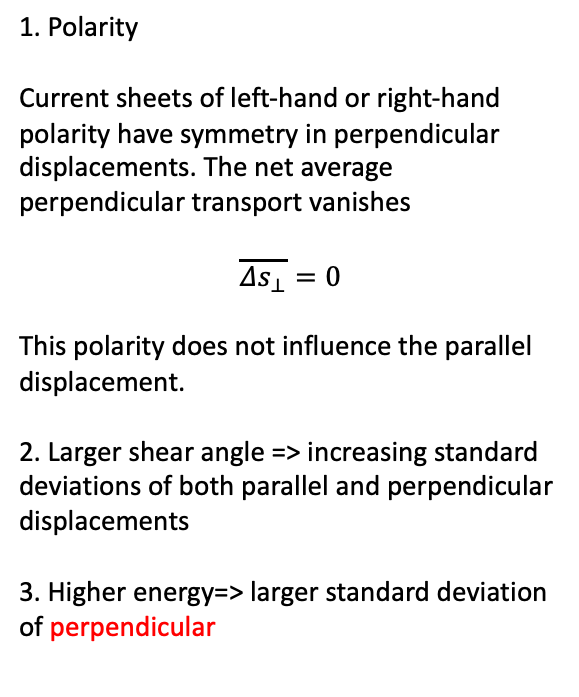 1. Polarity
Current sheets of left-hand or right-hand
polarity have symmetry in perpendicular
displacements. The net average
perpendicular transport vanishes
$\overline{\Delta s_{\perp}} = 0$
This polarity does not influence the parallel
displacement.
2. Larger shear angle => increasing standard
deviations of both parallel and perpendicular
displacements
3. Higher energy=> larger standard deviation
of perpendicular